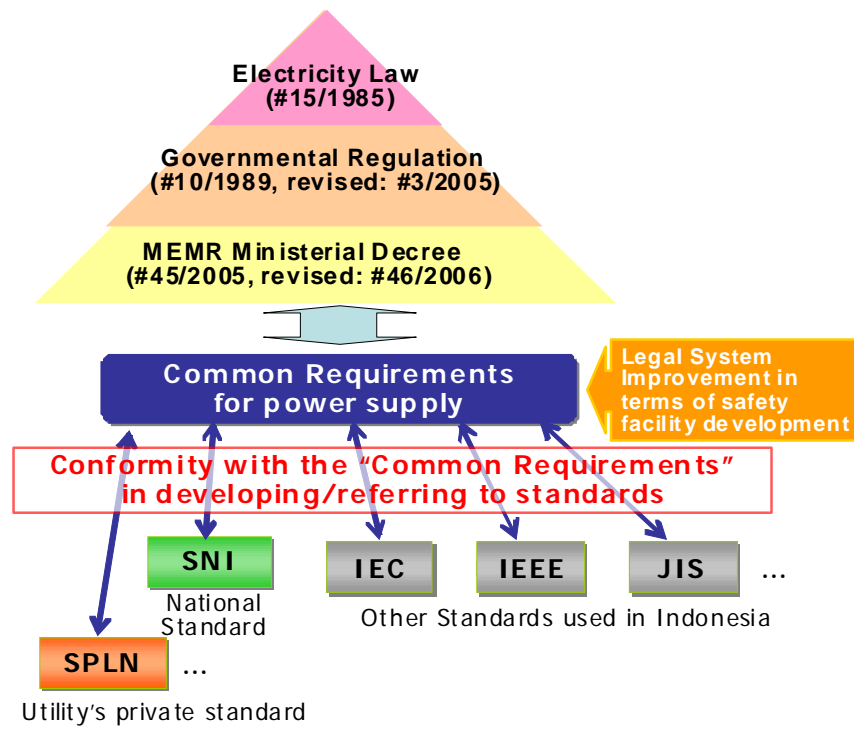 Electricity Law
(#15/1985)
Governmental Regulation
(#10/1989, revised: #3/2005)
MEMR Ministerial Decree
(#45/2005, revised: #46/2006)
Common Requirements
for power supply
Legal System
Improvement in
terms of safety
facility development
Conformity with the “Common Requirements”
in developing/referring to standards
SNI
IEC
IEEE
JIS
...
National
Standard
Other Standards used in Indonesia
SPLN
...
Utility's private standard